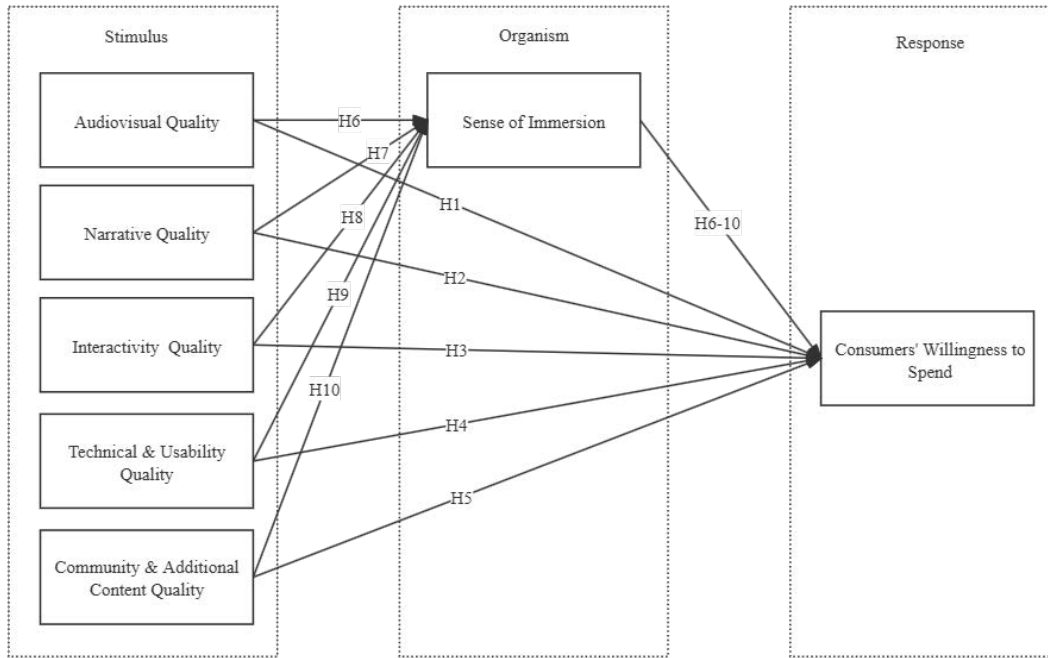 Stimulus
Organism
Response
Audiovisual Quality
Sense of Immersion
H6
H7
H1
Narrative Quality
H8
H6-10
H2
H9
Interactivity  Quality
H3
Consumers' Willingness to
Spend
H10
H4
Technical & Usability
Quality
H5
Community & Additional
Content Quality